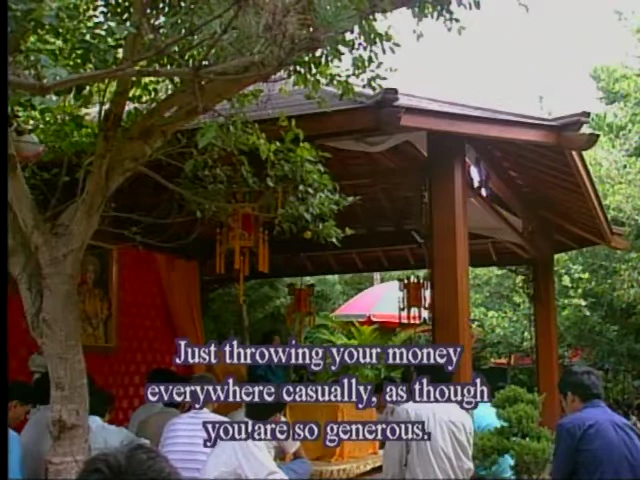 Just throwing your money
everywhere casually, as though
you are so generous.